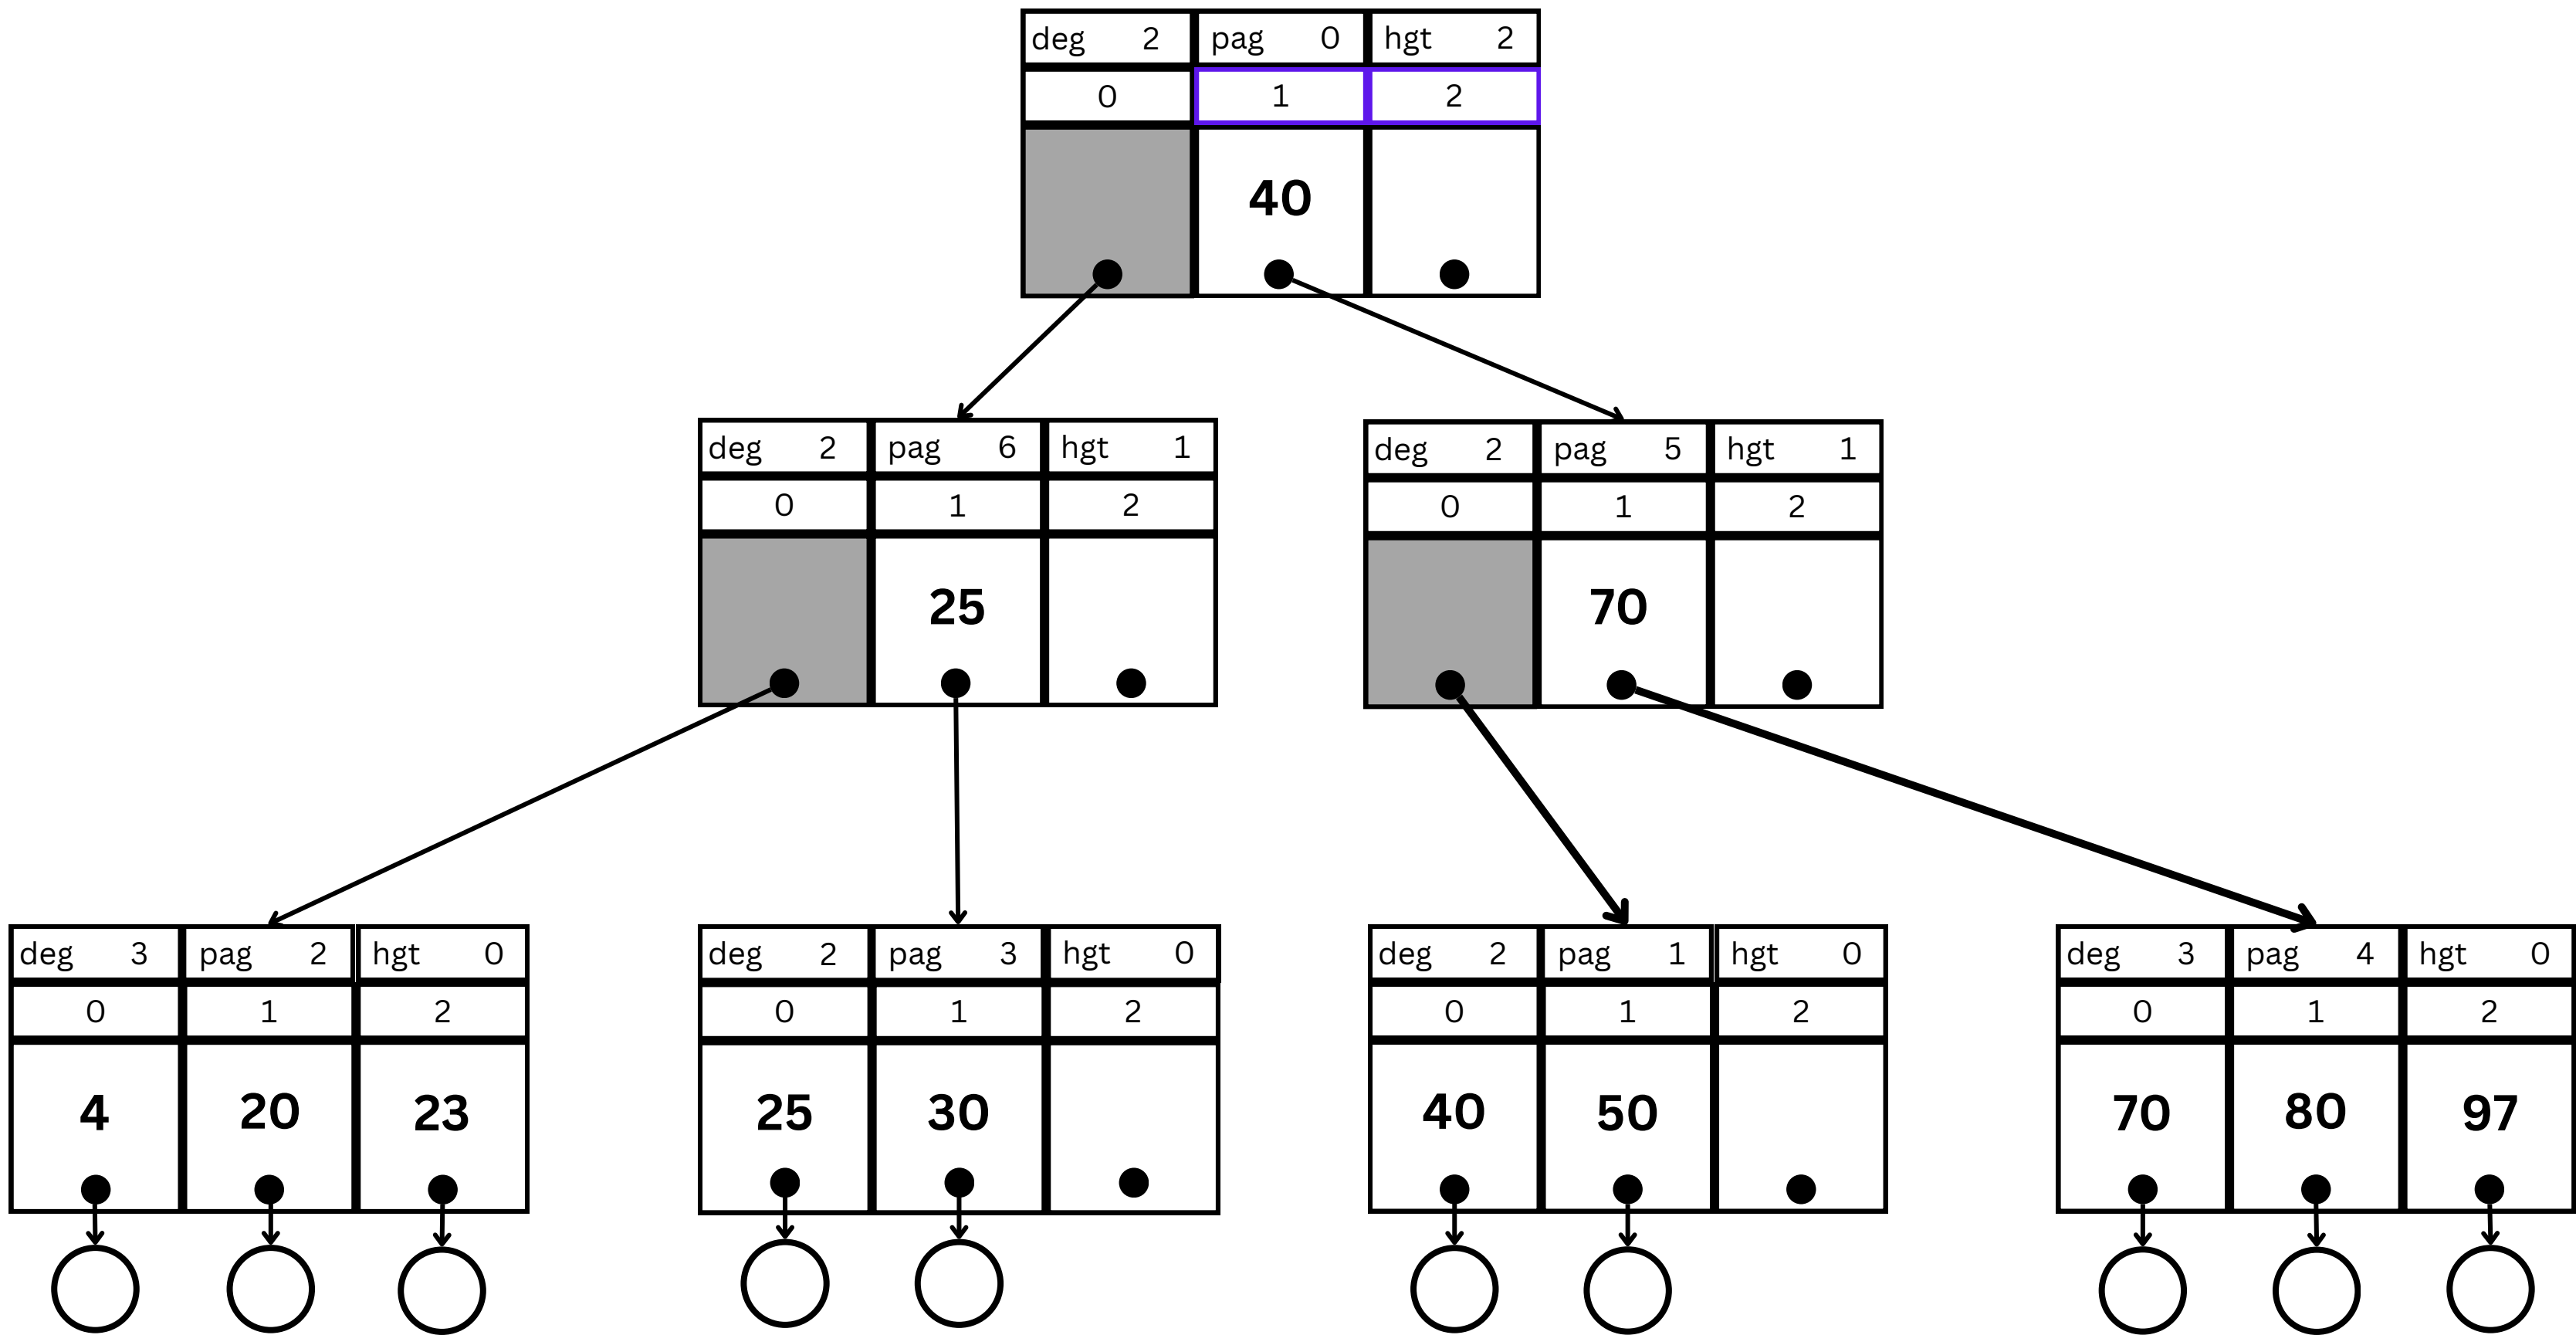 deg 2 pag 0 hgt 2
0 1 2
40
deg 2 pag 6 hgt 1
0 1 2
25
deg 2 pag 5 hgt 1
0 1 2
70
deg 3 pag 2 hgt 0
0 1 2
4 20 23
deg 2 pag 3 hgt 0
0 1 2
25 30
deg 2 pag 1 hgt 0
0 1 2
40 50
deg 3 pag 4 hgt 0
0 1 2
70 80 97